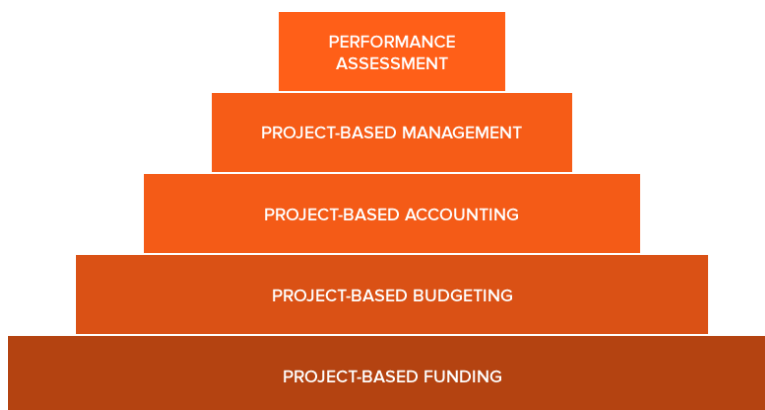 PERFORMANCE
ASSESSMENT
PROJECT-BASED MANAGEMENT
PROJECT-BASED ACCOUNTING
PROJECT-BASED BUDGETING
PROJECT-BASED FUNDING